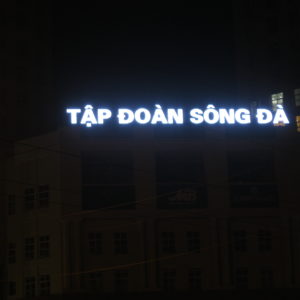 TẬP ĐOÀN SÔNG ĐÀ